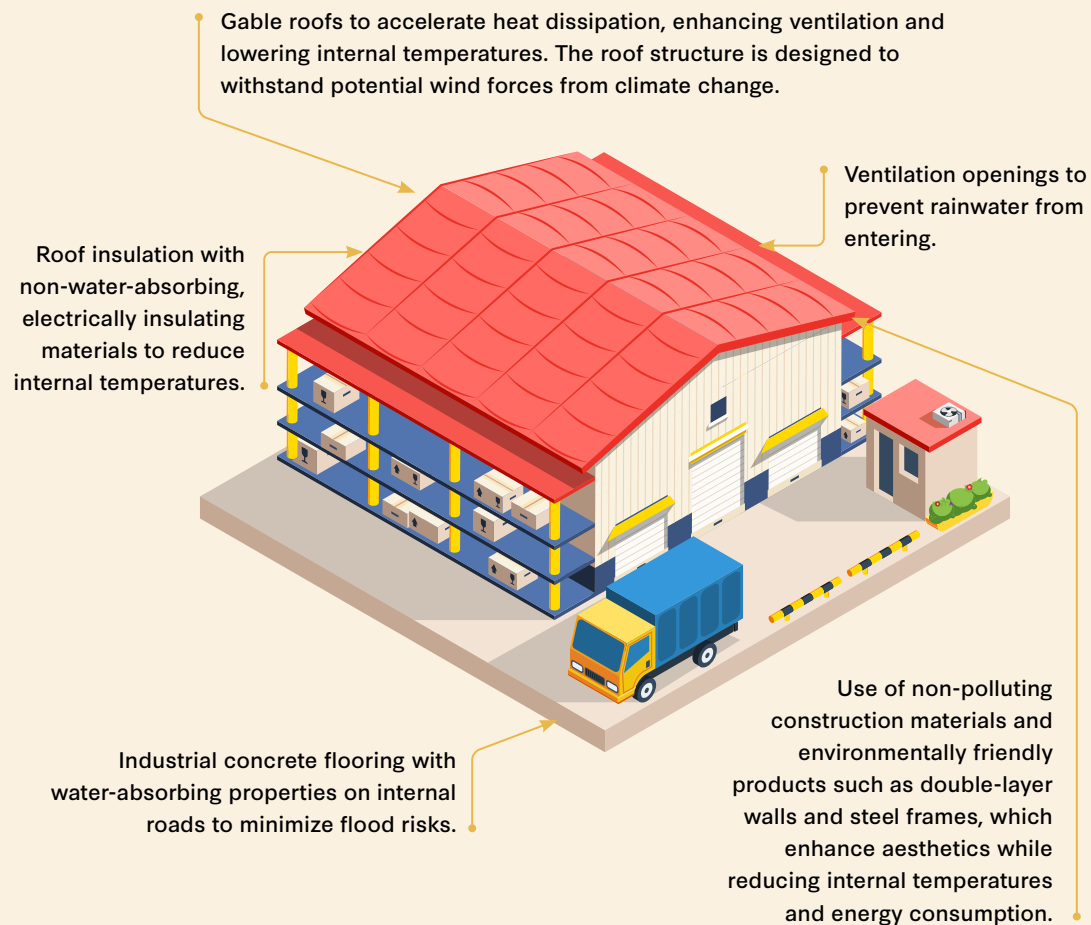 Gable roofs to accelerate heat dissipation, enhancing ventilation and
lowering internal temperatures. The roof structure is designed to
withstand potential wind forces from climate change.
Ventilation openings to
prevent rainwater from
entering.
Roof insulation with
non-water-absorbing,
electrically insulating
materials to reduce
internal temperatures.
Industrial concrete flooring with
water-absorbing properties on internal
roads to minimize flood risks.
Use of non-polluting
construction materials and
environmentally friendly
products such as double-layer
walls and steel frames, which
enhance aesthetics while
reducing internal temperatures
and energy consumption.